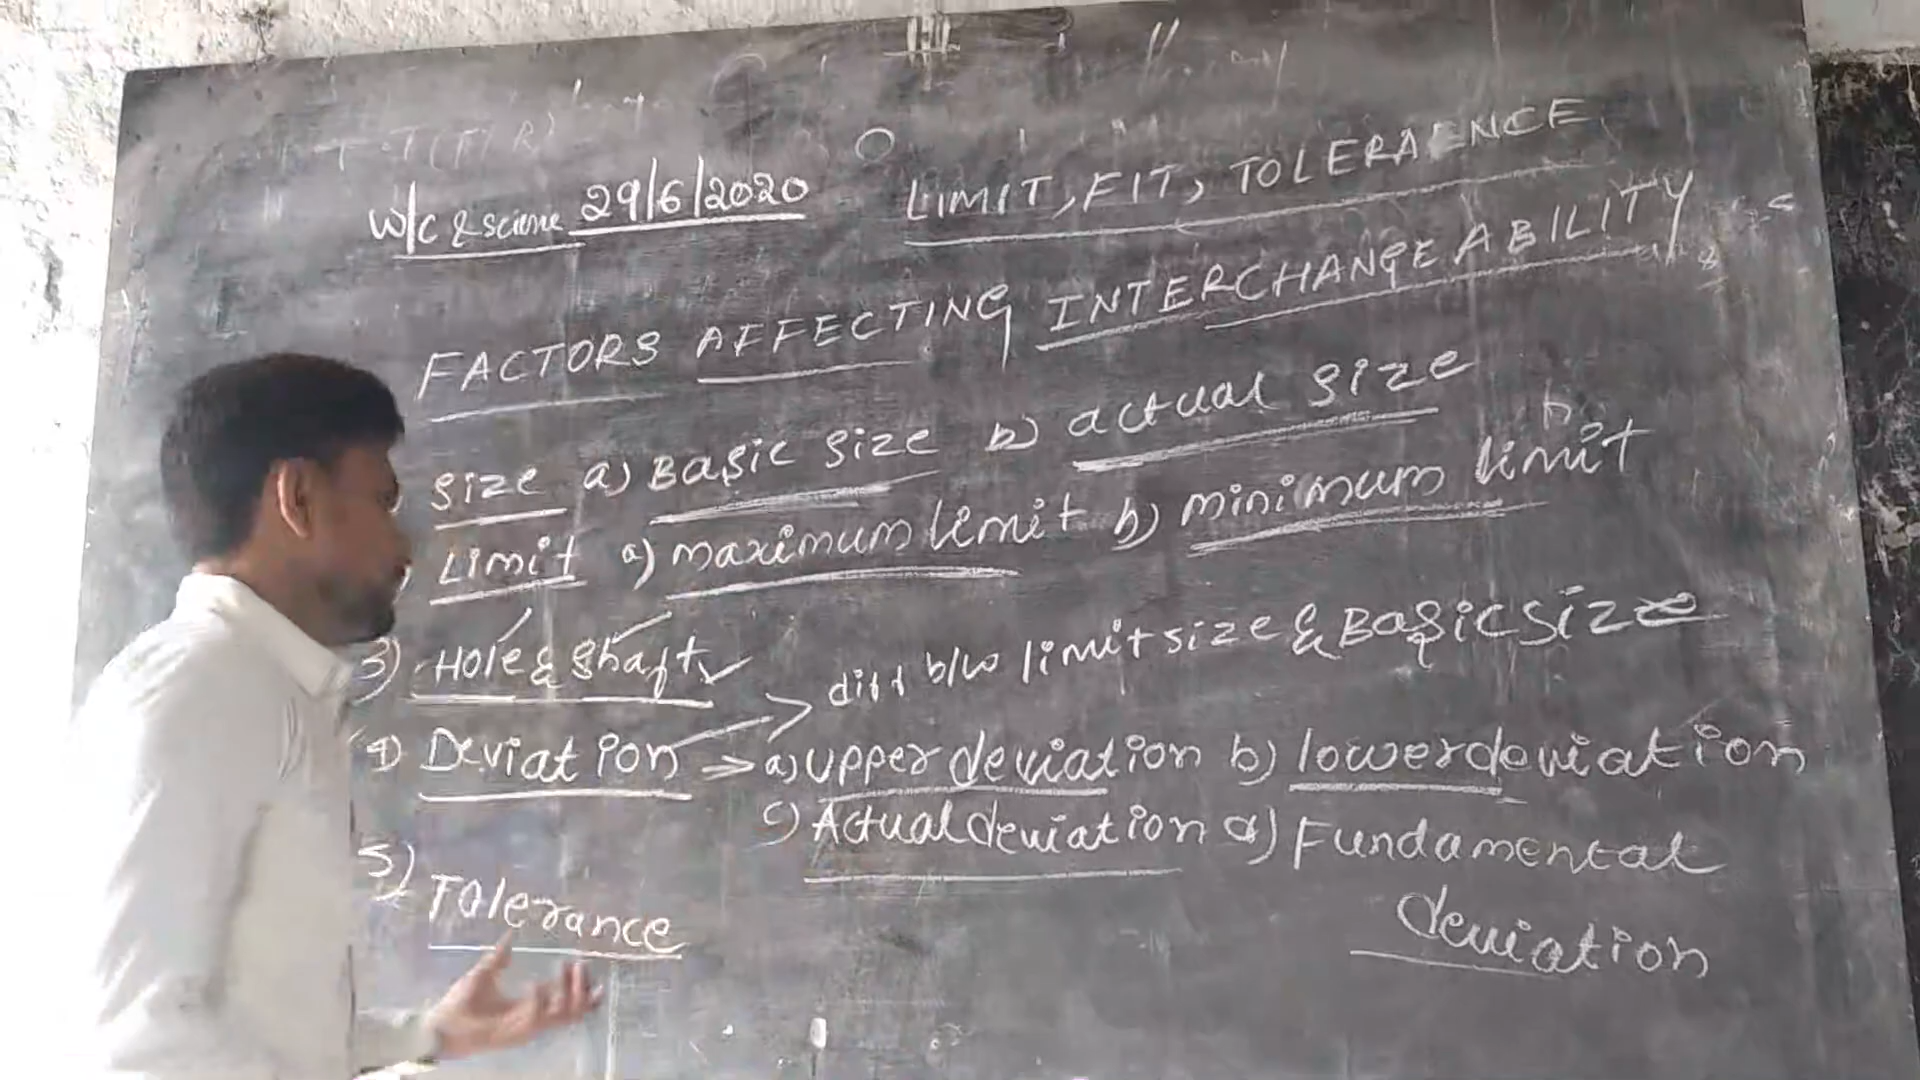 W/C & Science 29/6/2020 LIMIT, FIT, TOLERAENCE
FACTORS AFFECTING INTERCHANGEABILITY
Size a) Basic Size b) actual Size
Limit a) maximum limit b) minimum limit
3) Hole & Shaft
diff b/w limit size & Basic Size
4) Deviation => a) upper deviation b) lower deviation
c) Actual deviation d) Fundamental
deviation
5) Tolerance